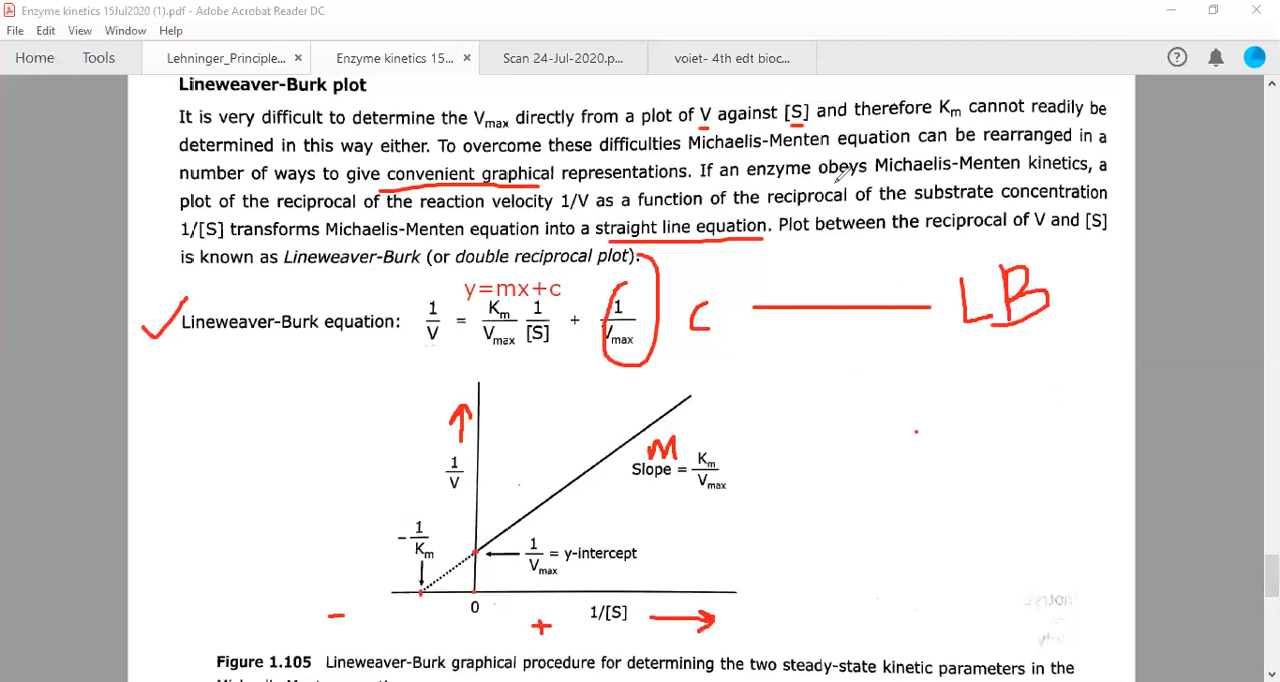 Enzyme kinetics 15Jul2020 (1).pdf - Adobe Acrobat Reader DC
File Edit View Window Help
Home Tools Lehninger_Principle... × Enzyme kinetics 15... × Scan 24-Jul-2020.p... voiet- 4th edt bioc...
Lineweaver-Burk plot
It is very difficult to determine the Vmax directly from a plot of V against [S] and therefore Km cannot readily be
determined in this way either. To overcome these difficulties Michaelis-Menten equation can be rearranged in a
number of ways to give convenient graphical representations. If an enzyme obeys Michaelis-Menten kinetics, a
plot of the reciprocal of the reaction velocity 1/V as a function of the reciprocal of the substrate concentration
1/[S] transforms Michaelis-Menten equation into a straight line equation. Plot between the reciprocal of V and [S]
is known as Lineweaver-Burk (or double reciprocal plot).
y=mx+c
Lineweaver-Burk equation: 1/V = Km/Vmax 1/[S] + 1/Vmax C LB
M
Slope = Km/Vmax
1/V
-1/Km
1/Vmax = y-intercept
0 1/[S]
- +
Figure 1.105 Lineweaver-Burk graphical procedure for determining the two steady-state kinetic parameters in the